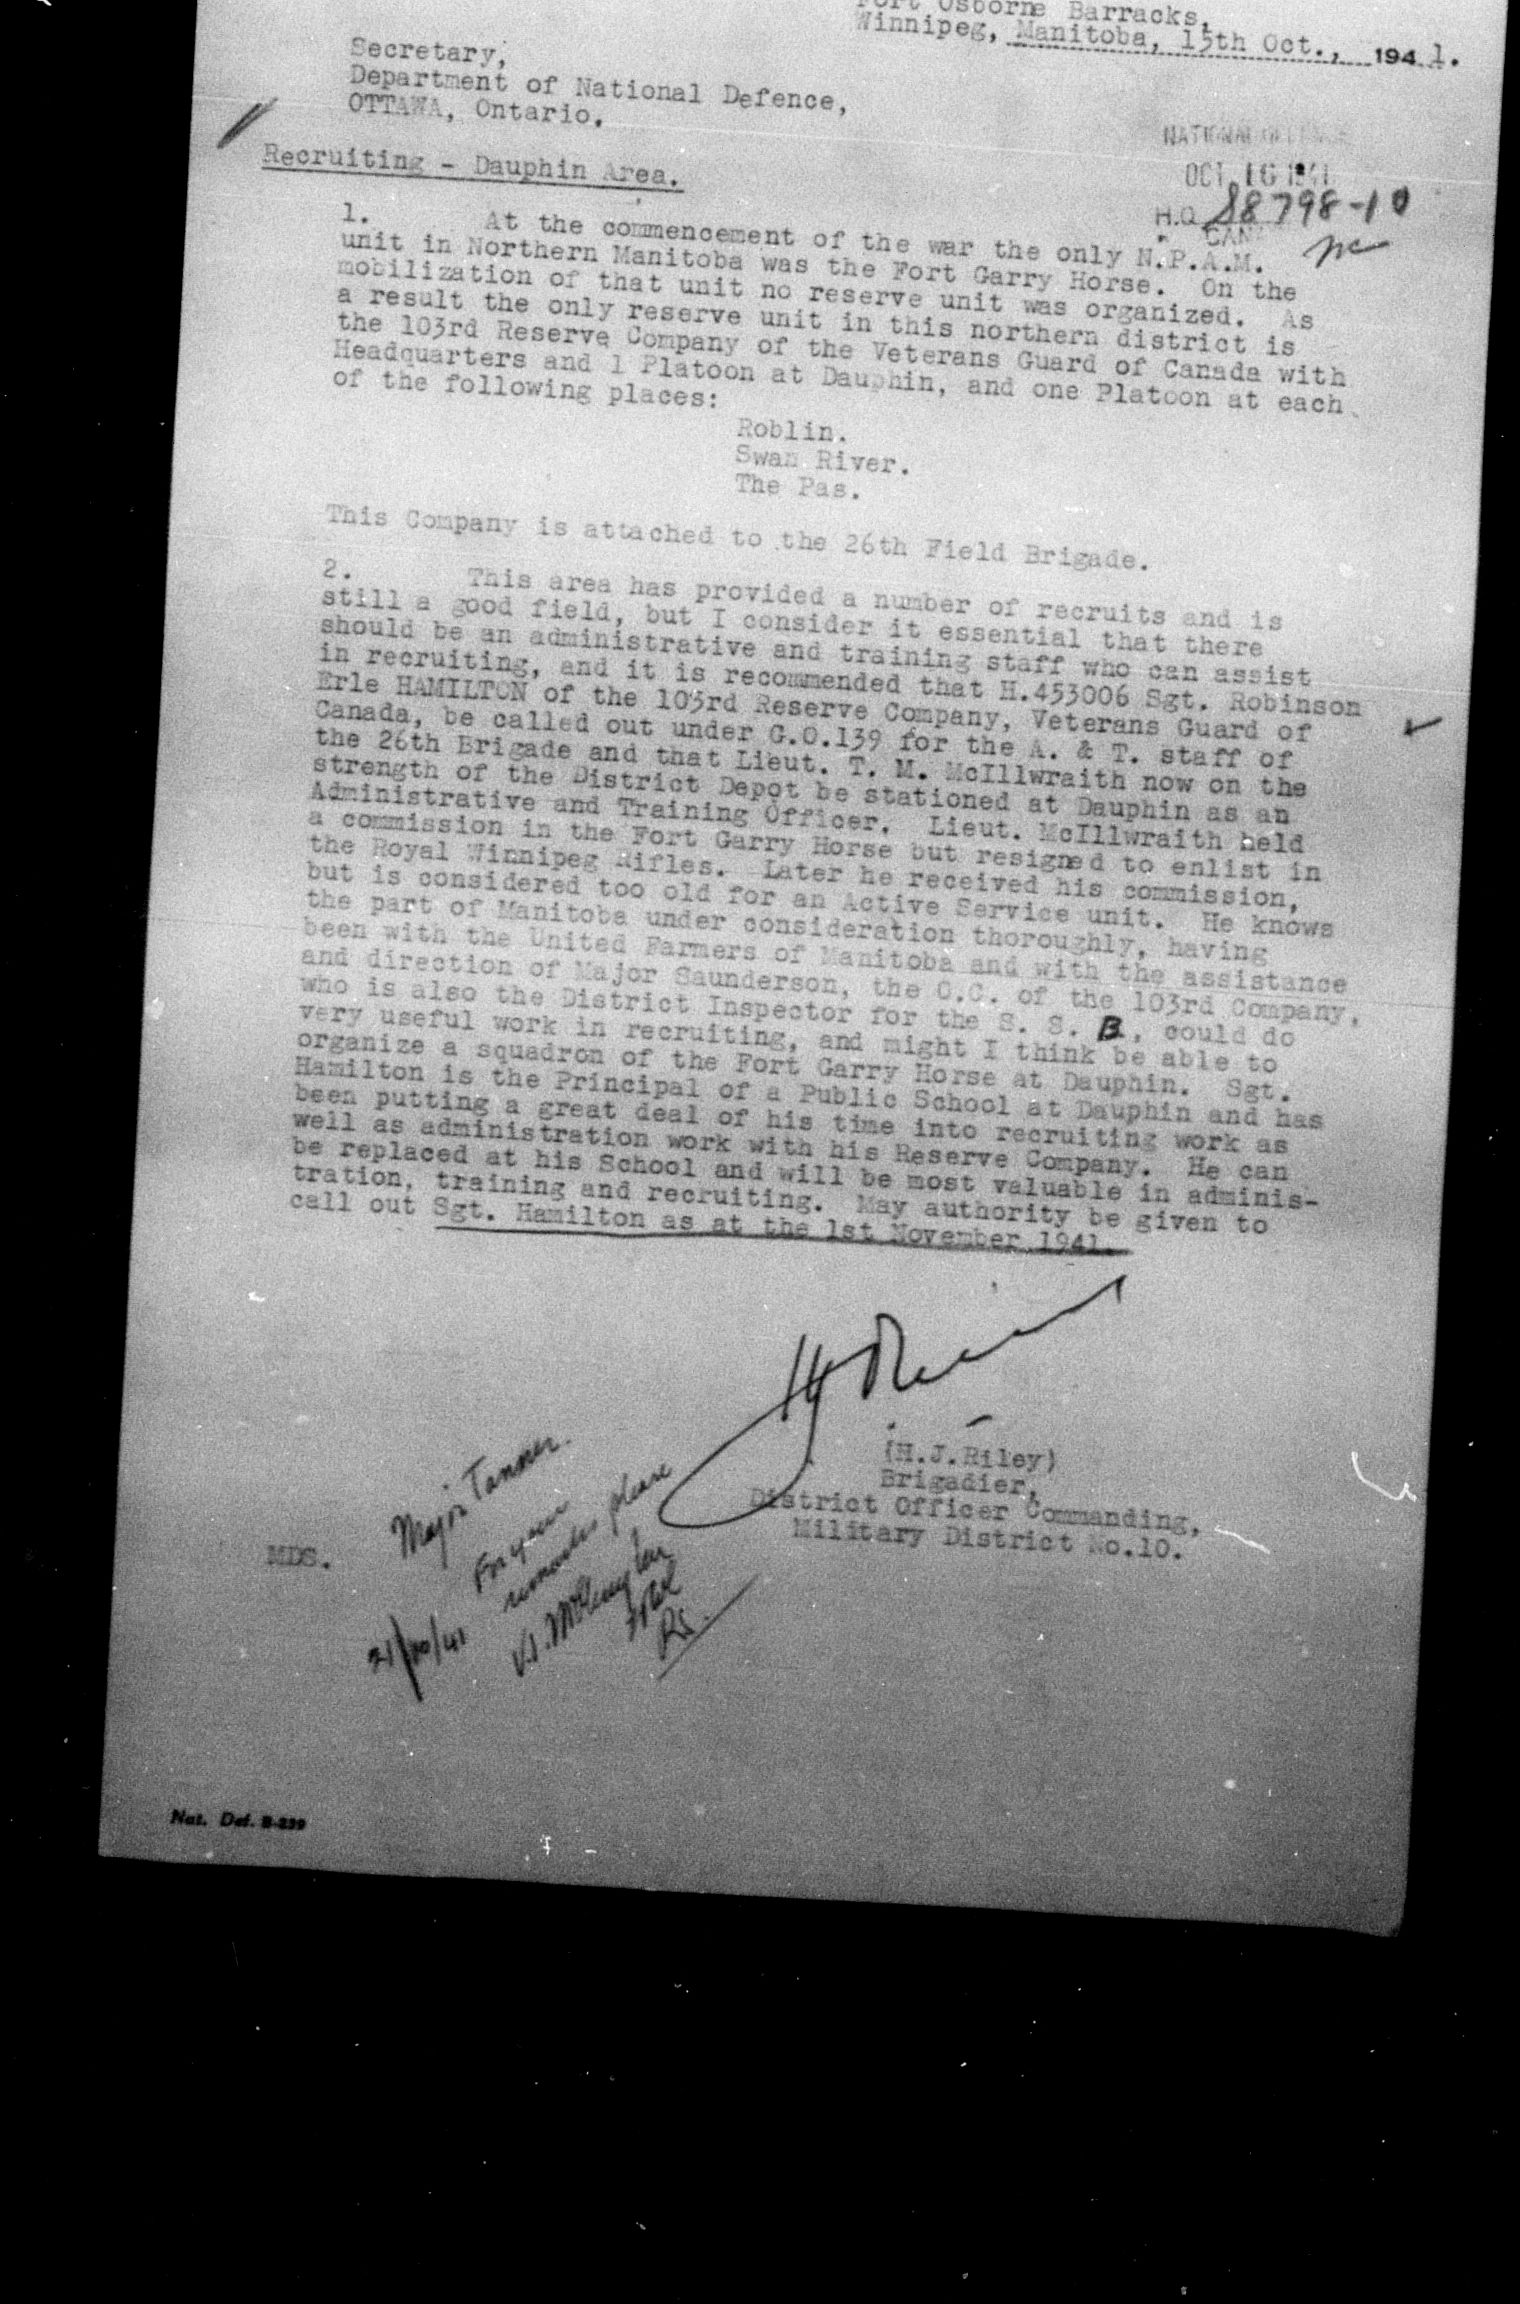 Fort Osborne Barracks,
Winnipeg, Manitoba, 15th Oct., 1941.
Secretary,
Department of National Defence,
OTTAWA, Ontario.
NATIONAL DEFENCE
OCT 16 1941
H.Q. 88798-10
CAN
Recruiting - Dauphin Area.
1. At the commencement of the war the only N.P.A.M.
unit in Northern Manitoba was the Fort Garry Horse. On the
mobilization of that unit no reserve unit was organized. As
a result the only reserve unit in this northern district is
the 103rd Reserve Company of the Veterans Guard of Canada with
Headquarters and 1 Platoon at Dauphin, and one Platoon at each
of the following places:
Roblin.
Swan River.
The Pas.
This Company is attached to the 26th Field Brigade.
2. This area has provided a number of recruits and is
still a good field, but I consider it essential that there
should be an administrative and training staff who can assist
in recruiting, and it is recommended that H.453006 Sgt. Robinson
Erle HAMILTON of the 103rd Reserve Company, Veterans Guard of
Canada, be called out under G.O.139 for the A. & T. staff of
the 26th Brigade and that Lieut. T. M. McIllwraith now on the
strength of the District Depot be stationed at Dauphin as an
Administrative and Training Officer. Lieut. McIllwraith held
a commission in the Fort Garry Horse but resigned to enlist in
the Royal Winnipeg Rifles. Later he received his commission,
but is considered too old for an Active Service unit. He knows
the part of Manitoba under consideration thoroughly, having
been with the United Farmers of Manitoba and with the assistance
and direction of Major Saunderson, the O.C. of the 103rd Company,
who is also the District Inspector for the S. S. B., could do
very useful work in recruiting, and might I think be able to
organize a squadron of the Fort Garry Horse at Dauphin. Sgt.
Hamilton is the Principal of a Public School at Dauphin and has
been putting a great deal of his time into recruiting work as
well as administration work with his Reserve Company. He can
be replaced at his School and will be most valuable in adminis-
tration, training and recruiting. May authority be given to
call out Sgt. Hamilton as at the 1st November 1941.
(H.J.Riley)
Brigadier,
District Officer Commanding,
Military District No.10.
MDS.
Major Tanner.
For your
remarks please
21/10/41
Nat. Def. B-239